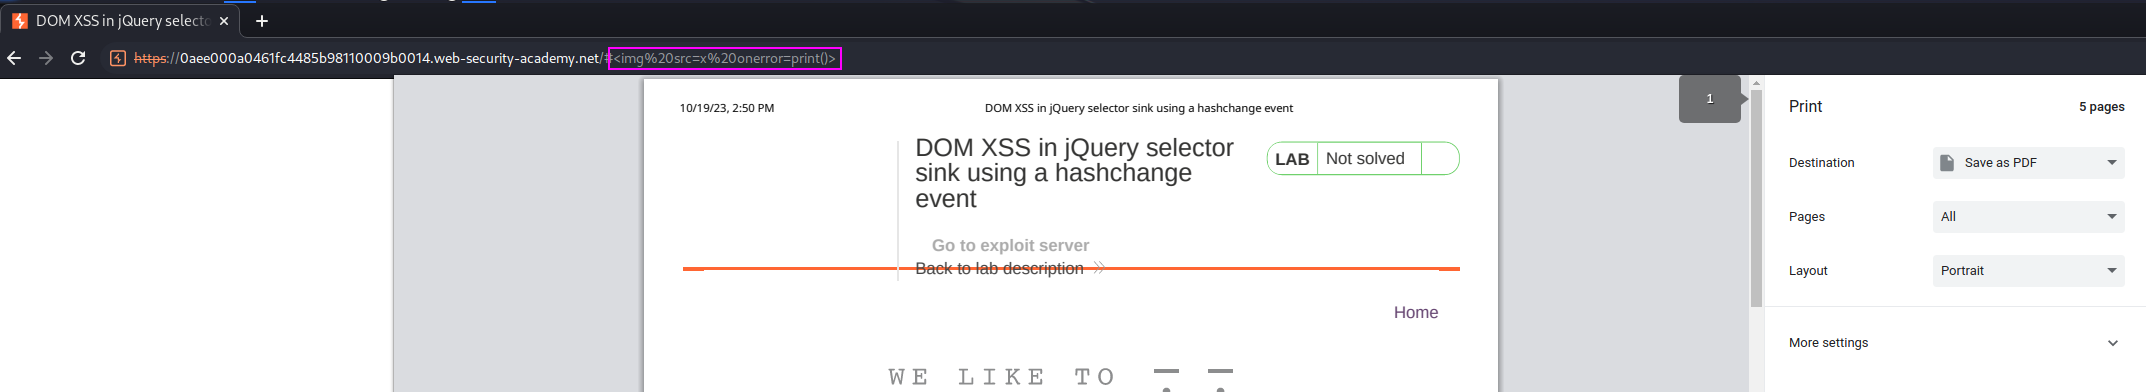 DOM XSS in jQuery selecto
https://0aee000a0461fc4485b98110009b0014.web-security-academy.net/#<img%20src=x%20onerror=print()>
10/19/23, 2:50 PM
DOM XSS in jQuery selector sink using a hashchange event
DOM XSS in jQuery selector
sink using a hashchange
event
LAB Not solved
Go to exploit server
Back to lab description
Home
WE LIKE TO
1
Print 5 pages
Destination Save as PDF
Pages All
Layout Portrait
More settings